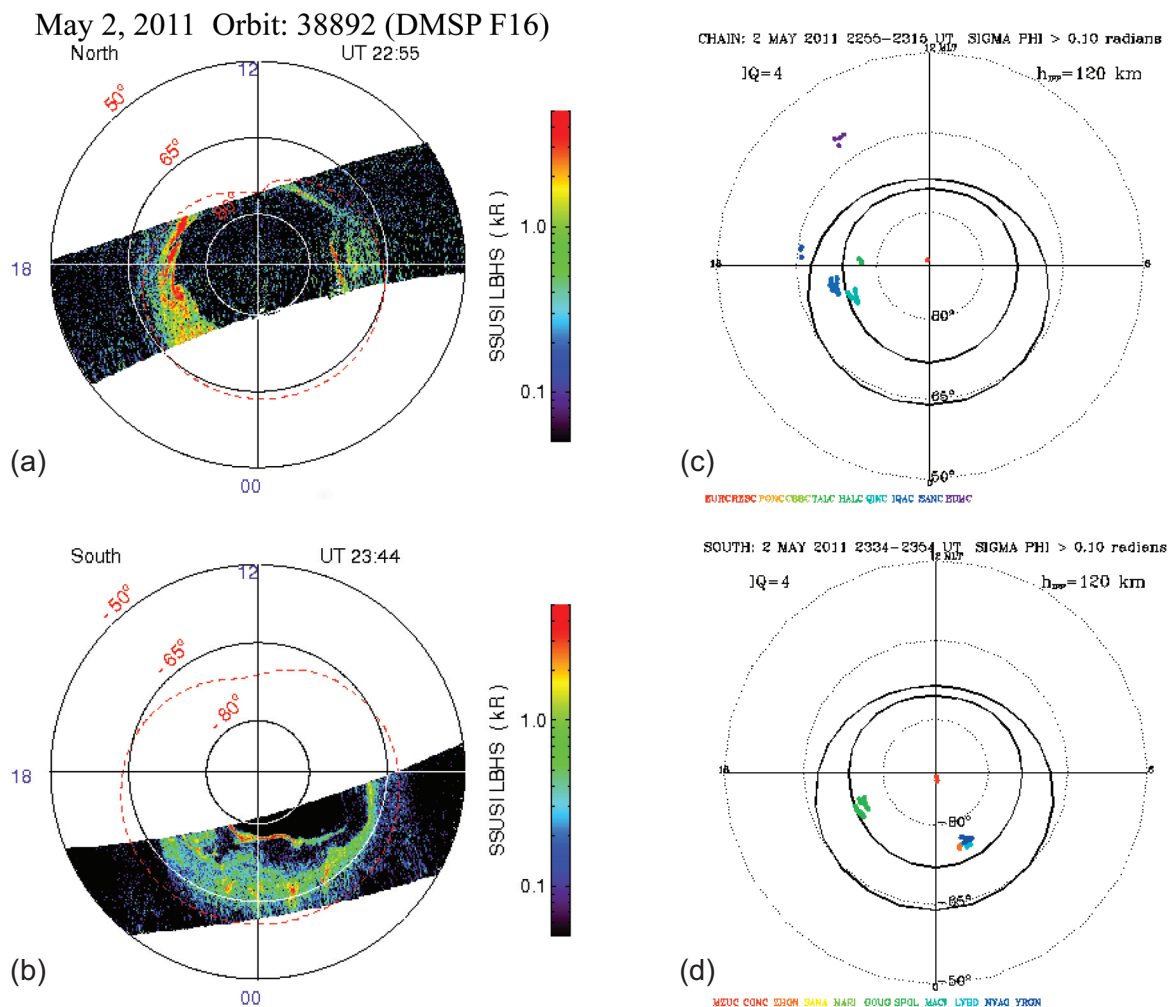 May 2, 2011 Orbit: 38892 (DMSP F16)
North
UT 22:55
12
50°
65°
80°
18
00
SSUSI LBHS (kR)
1.0
0.1
(a)
CHAIN: 2 MAY 2011 2255-2315 UT SIGMA PHI > 0.10 radians
12 MLT
IQ=4
h =120 km
18
6
80°
65°
50°
0
(c)
South
UT 23:44
12
-50°
-65°
-80°
18
00
SSUSI LBHS (kR)
1.0
0.1
(b)
SOUTH: 2 MAY 2011 2334-2354 UT SIGMA PHI > 0.10 radians
12 MLT
IQ=4
h =120 km
18
6
-80°
-65°
-50°
0
(d)